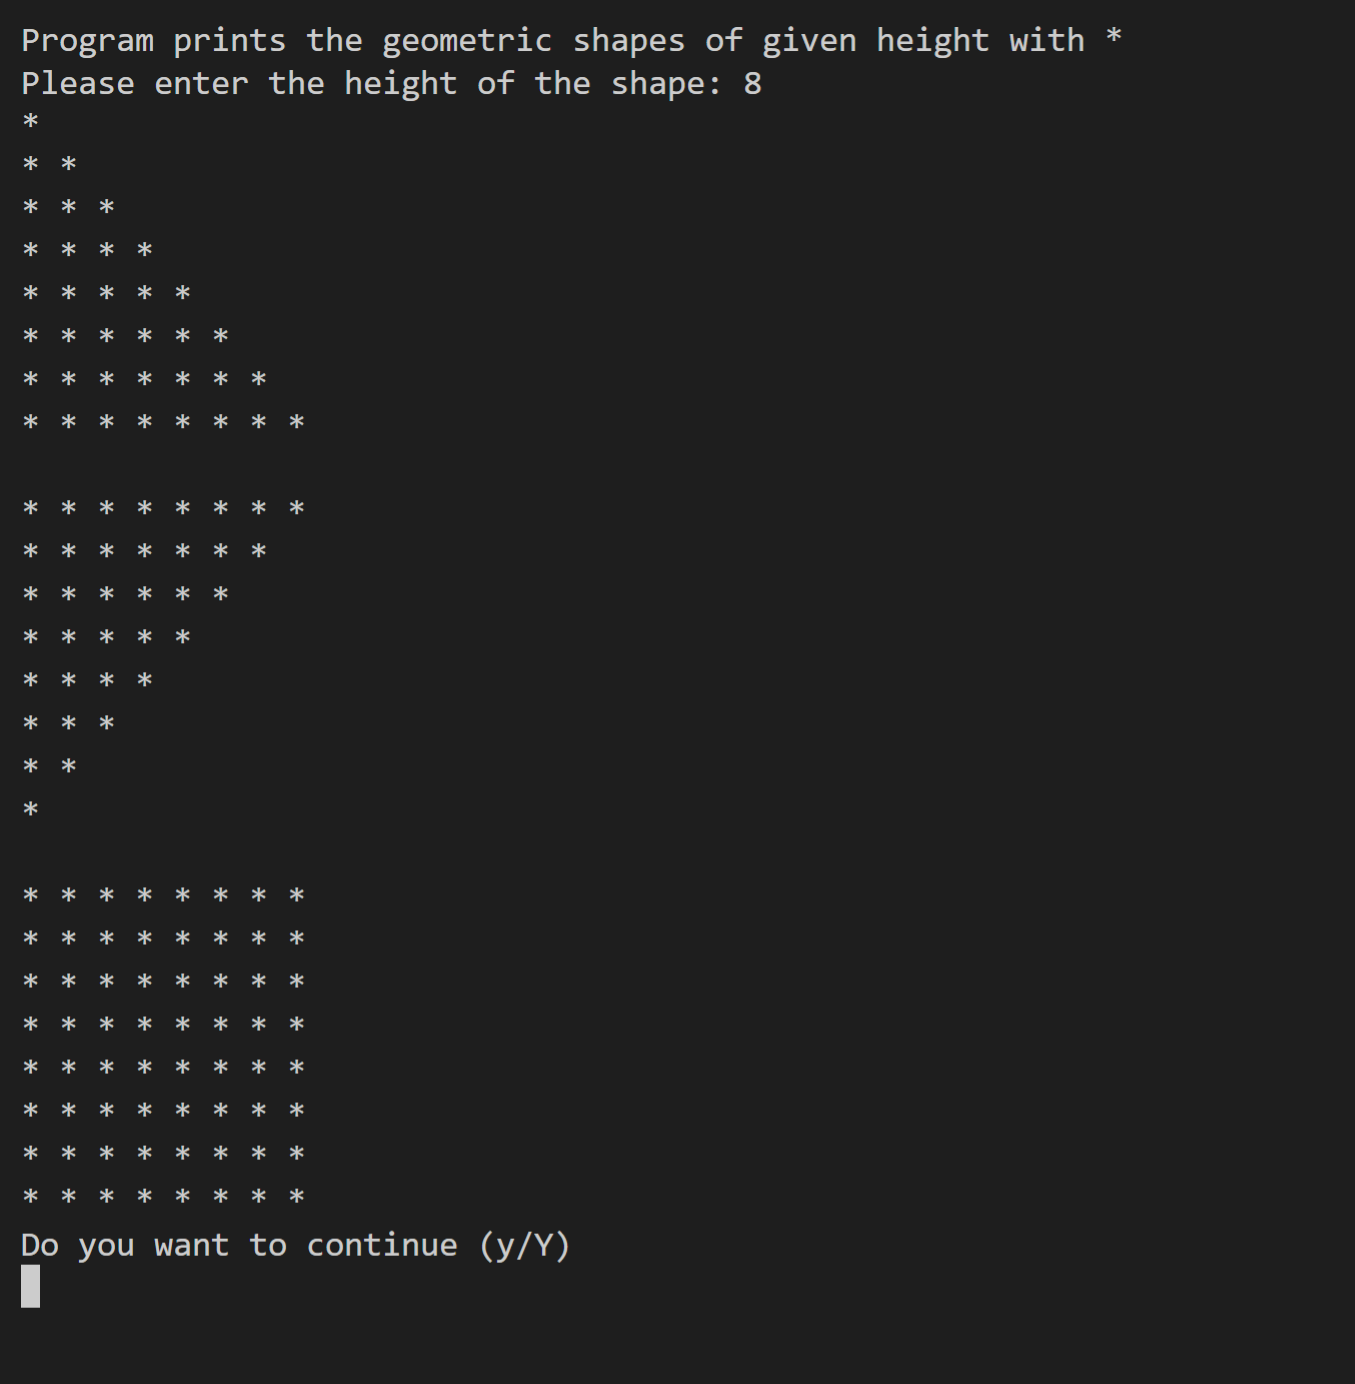 Program prints the geometric shapes of given height with *
Please enter the height of the shape: 8
*
* *
* * *
* * * *
* * * * *
* * * * * *
* * * * * * *
* * * * * * * *

* * * * * * * *
* * * * * * *
* * * * * *
* * * * *
* * * *
* * *
* *
*

* * * * * * * *
* * * * * * * *
* * * * * * * *
* * * * * * * *
* * * * * * * *
* * * * * * * *
* * * * * * * *
* * * * * * * *
Do you want to continue (y/Y)